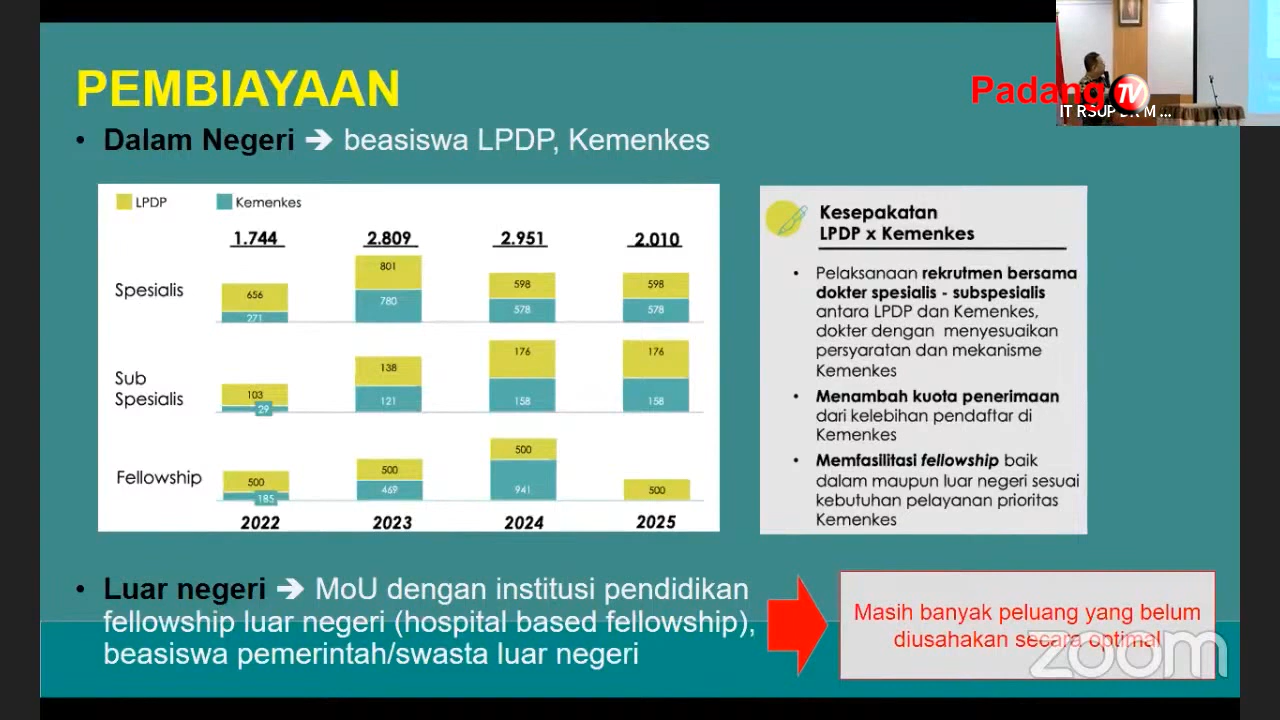 PEMBIAYAAN
• Dalam Negeri ➔ beasiswa LPDP, Kemenkes
Padang TV
IT RSUP DR M ...
LPDP Kemenkes
1.744 2.809 2.951 2.010
Spesialis
656 801 598 598
271 780 578 578
Sub
Spesialis
103 138 176 176
29 121 158 158
Fellowship
500 500 500 500
185 469 941
2022 2023 2024 2025
Kesepakatan
LPDP x Kemenkes
• Pelaksanaan rekrutmen bersama
dokter spesialis - subspesialis
antara LPDP dan Kemenkes,
dokter dengan menyesuaikan
persyaratan dan mekanisme
Kemenkes
• Menambah kuota penerimaan
dari kelebihan pendaftar di
Kemenkes
• Memfasilitasi fellowship baik
dalam maupun luar negeri sesuai
kebutuhan pelayanan prioritas
Kemenkes
• Luar negeri ➔ MoU dengan institusi pendidikan
fellowship luar negeri (hospital based fellowship),
beasiswa pemerintah/swasta luar negeri
Masih banyak peluang yang belum
diusahakan secara optimal
zoom